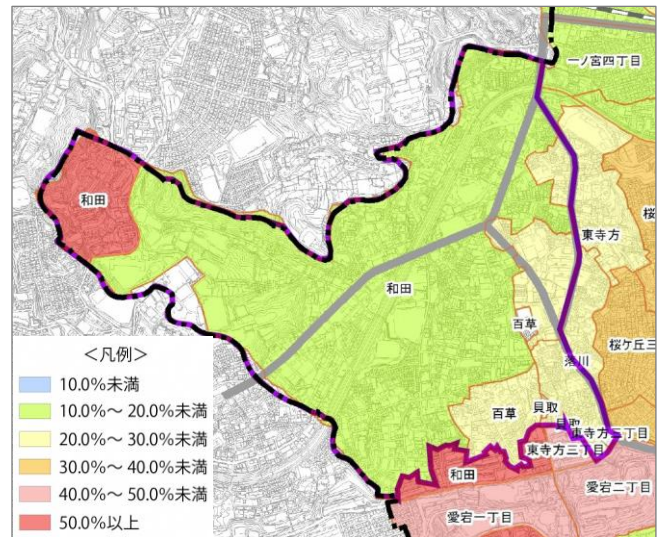 一ノ宮四丁目
和田
桜
東寺方
和田
百草
桜ケ丘三
落川
貝取
百草
貝取
東寺方二丁目
東寺方三丁目
和田
愛宕二丁目
愛宕一丁目
<凡例>
10.0%未満
10.0%~ 20.0%未満
20.0%~ 30.0%未満
30.0%~ 40.0%未満
40.0%~ 50.0%未満
50.0%以上